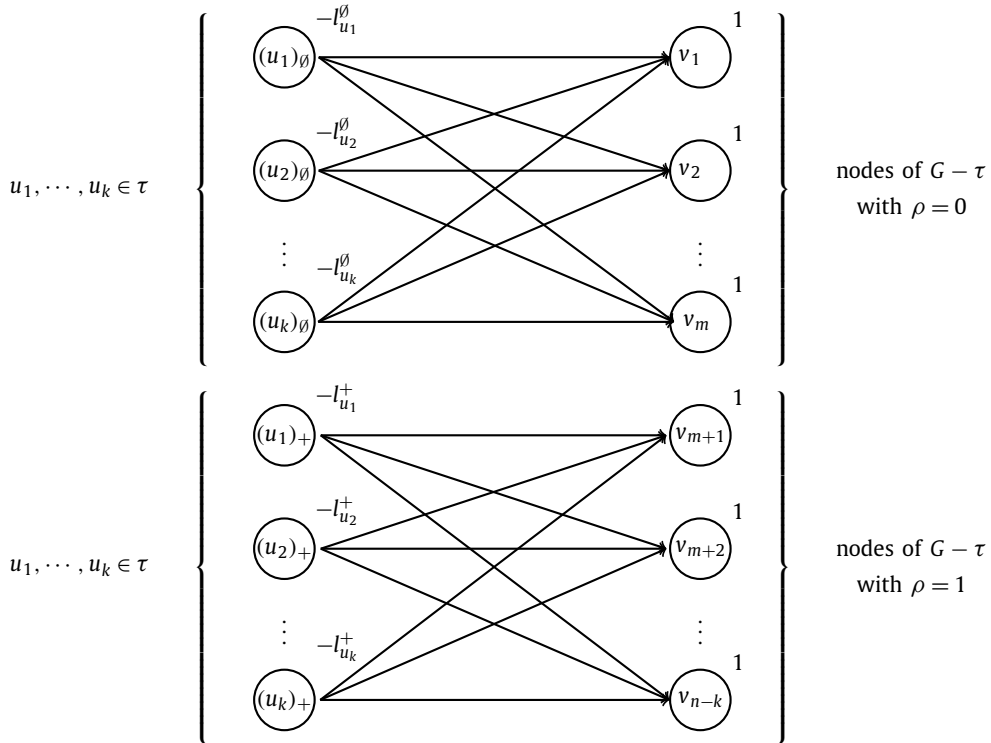 −l^∅_{u_1} 1
(u_1)_∅ v_1
−l^∅_{u_2} 1
(u_2)_∅ v_2
u_1, ⋯ , u_k ∈ τ
nodes of G − τ
with ρ = 0
⋮ ⋮
−l^∅_{u_k} 1
(u_k)_∅ v_m
−l^+_{u_1} 1
(u_1)_+ v_{m+1}
−l^+_{u_2} 1
(u_2)_+ v_{m+2}
u_1, ⋯ , u_k ∈ τ
nodes of G − τ
with ρ = 1
⋮ ⋮
−l^+_{u_k} 1
(u_k)_+ v_{n−k}